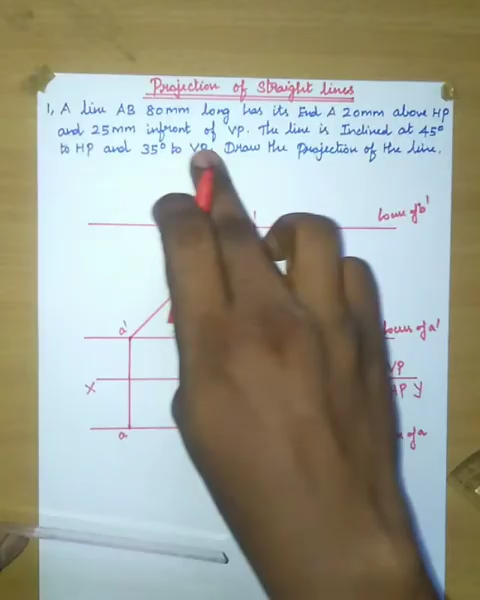 Projection of Straight lines
1, A line AB 80mm long has its End A 20mm above HP
and 25mm infront of VP. The line is Inclined at 45°
to HP and 35° to VP. Draw the Projection of the line.
locus of b'
a'
locus of a'
VP
X
HP Y
a
of a